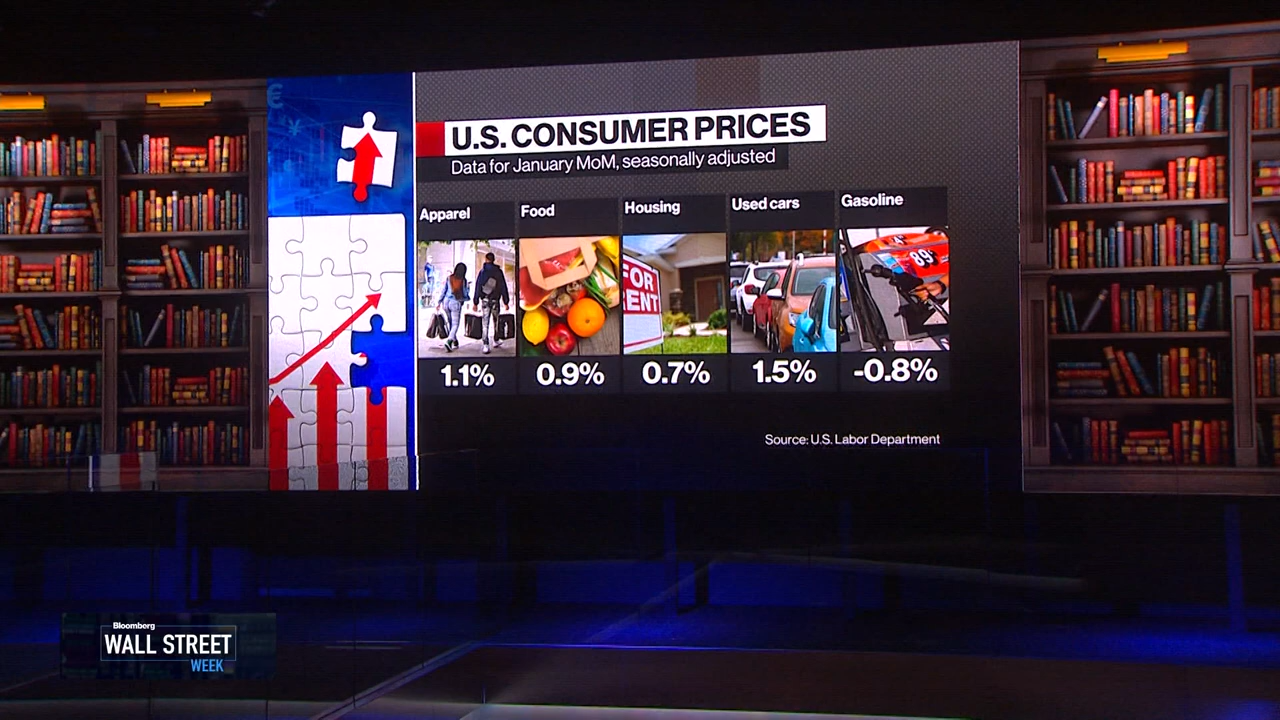 U.S. CONSUMER PRICES
Data for January MoM, seasonally adjusted
Apparel
Food
Housing
Used cars
Gasoline
FOR
RENT
89
1.1%
0.9%
0.7%
1.5%
-0.8%
Source: U.S. Labor Department
Bloomberg
WALL STREET
WEEK